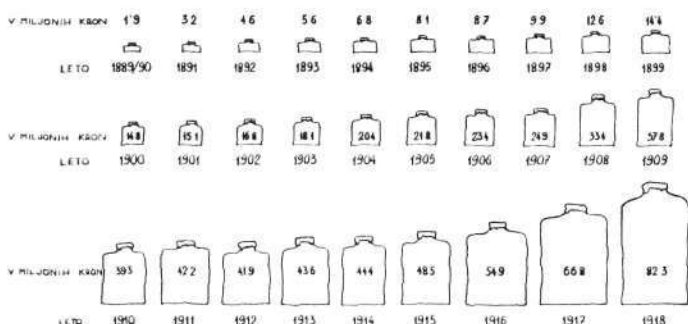 V MILJONIH KRON 1'9 3 2 4 6 5 6 6 8 8 1 8 7 9 9 12 6 14 4
LETO 1889/90 1891 1892 1893 1894 1895 1896 1897 1898 1899
V MILJONIH KRON 14 8 15 1 16 8 18 1 20 4 21 8 23 4 24 9 33 4 37 8
LETO 1900 1901 1902 1903 1904 1905 1906 1907 1908 1909
V MILJONIH KRON 39 3 42 2 41 9 43 6 44 4 48 5 54 9 66 8 82 3
LETO 1910 1911 1912 1913 1914 1915 1916 1917 1918